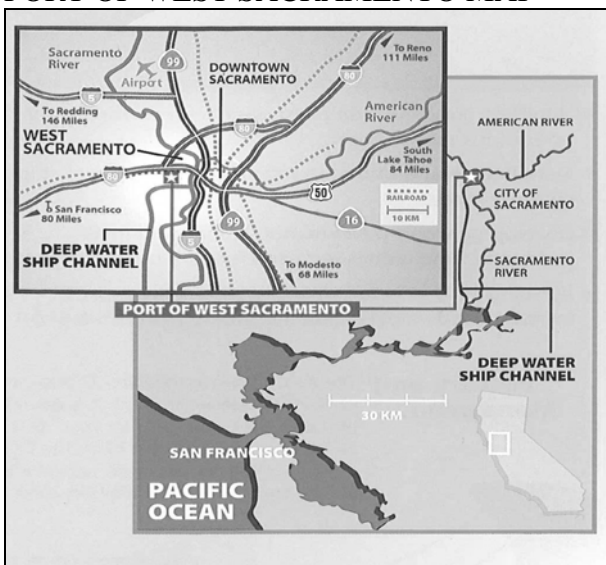 PORT OF WEST SACRAMENTO MAP
Sacramento
River
Airport
99
DOWNTOWN
SACRAMENTO
80
To Reno
111 Miles
5
To Redding
146 Miles
American
River
80
WEST
SACRAMENTO
South
Lake Tahoe
84 Miles
80
50
RAILROAD
10 KM
To San Francisco
80 Miles
DEEP WATER
SHIP CHANNEL
5
99
16
To Modesto
68 Miles
AMERICAN RIVER
CITY OF
SACRAMENTO
SACRAMENTO
RIVER
PORT OF WEST SACRAMENTO
DEEP WATER
SHIP CHANNEL
30 KM
SAN FRANCISCO
PACIFIC
OCEAN